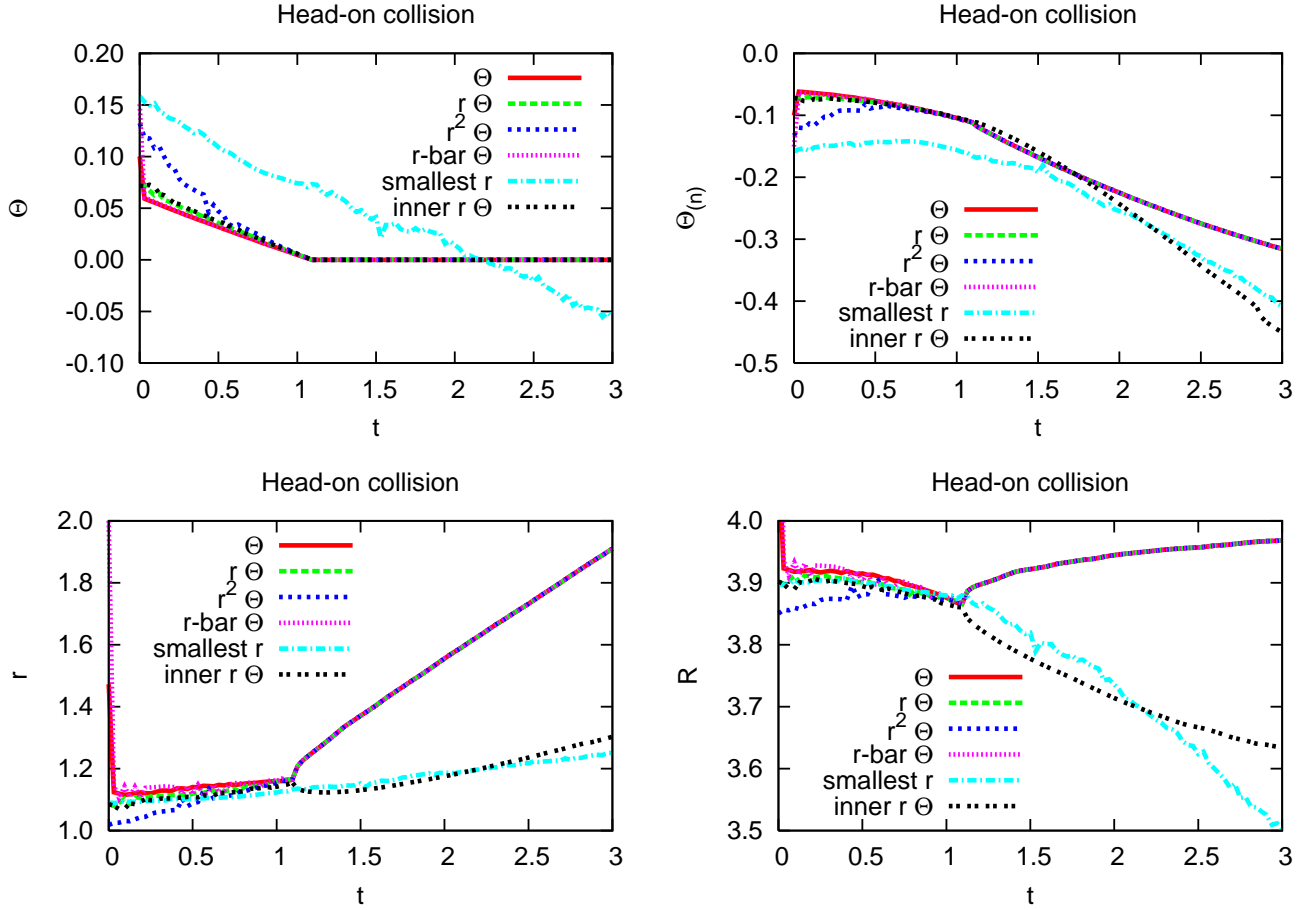 Head-on collision
Θ
0.20
0.15
0.10
0.05
0.00
-0.05
-0.10
Θ
r Θ
r² Θ
r-bar Θ
smallest r
inner r Θ
0 0.5 1 1.5 2 2.5 3
t
Head-on collision
Θ(n)
0.0
-0.1
-0.2
-0.3
-0.4
-0.5
Θ
r Θ
r² Θ
r-bar Θ
smallest r
inner r Θ
0 0.5 1 1.5 2 2.5 3
t
Head-on collision
r
2.0
1.8
1.6
1.4
1.2
1.0
Θ
r Θ
r² Θ
r-bar Θ
smallest r
inner r Θ
0 0.5 1 1.5 2 2.5 3
t
Head-on collision
R
4.0
3.9
3.8
3.7
3.6
3.5
Θ
r Θ
r² Θ
r-bar Θ
smallest r
inner r Θ
0 0.5 1 1.5 2 2.5 3
t